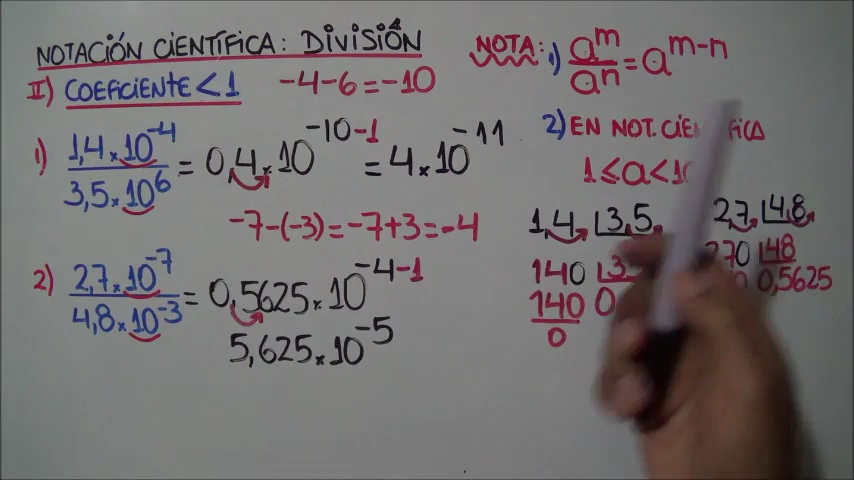 NOTACIÓN CIENTÍFICA: DIVISIÓN
II) COEFICIENTE < 1
-4-6 = -10
1) 1,4 × 10^-4 / 3,5 × 10^6 = 0,4 × 10^-10-1 = 4 × 10^-11
-7-(-3) = -7+3 = -4
2) 2,7 × 10^-7 / 4,8 × 10^-3 = 0,5625 × 10^-4-1
5,625 × 10^-5
NOTA: 1) a^m / a^n = a^m-n
2) EN NOT.
1 ≤ a <
1,4 3,5
140
140
0
2,7 4,8
270 48
0,5625